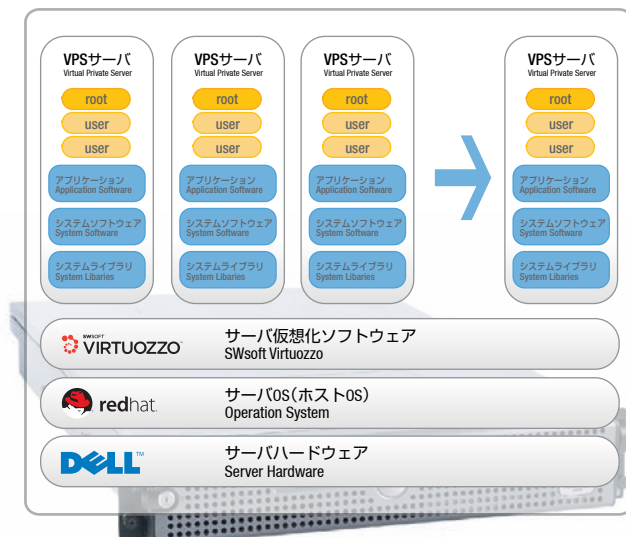 VPSサーバ
Virtual Private Server
root
user
user
アプリケーション
Application Software
システムソフトウェア
System Software
システムライブラリ
System Libaries
VPSサーバ
Virtual Private Server
root
user
user
アプリケーション
Application Software
システムソフトウェア
System Software
システムライブラリ
System Libaries
VPSサーバ
Virtual Private Server
root
user
user
アプリケーション
Application Software
システムソフトウェア
System Software
システムライブラリ
System Libaries
VPSサーバ
Virtual Private Server
root
user
user
アプリケーション
Application Software
システムソフトウェア
System Software
システムライブラリ
System Libaries
SWSOFT
VIRTUOZZO
サーバ仮想化ソフトウェア
SWsoft Virtuozzo
redhat.
サーバOS(ホストOS)
Operation System
DELL™
サーバハードウェア
Server Hardware